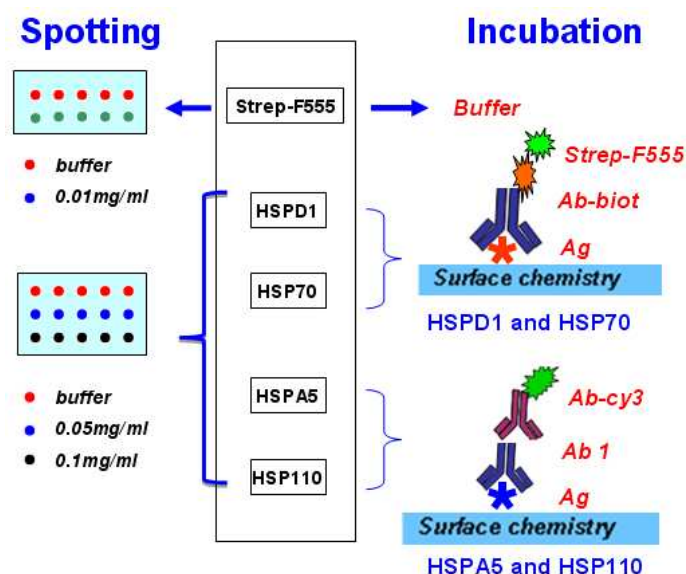 Spotting
Incubation
Strep-F555
Buffer
buffer
0.01mg/ml
Strep-F555
Ab-biot
Ag
Surface chemistry
HSPD1 and HSP70
HSPD1
HSP70
buffer
0.05mg/ml
0.1mg/ml
HSPA5
HSP110
Ab-cy3
Ab 1
Ag
Surface chemistry
HSPA5 and HSP110